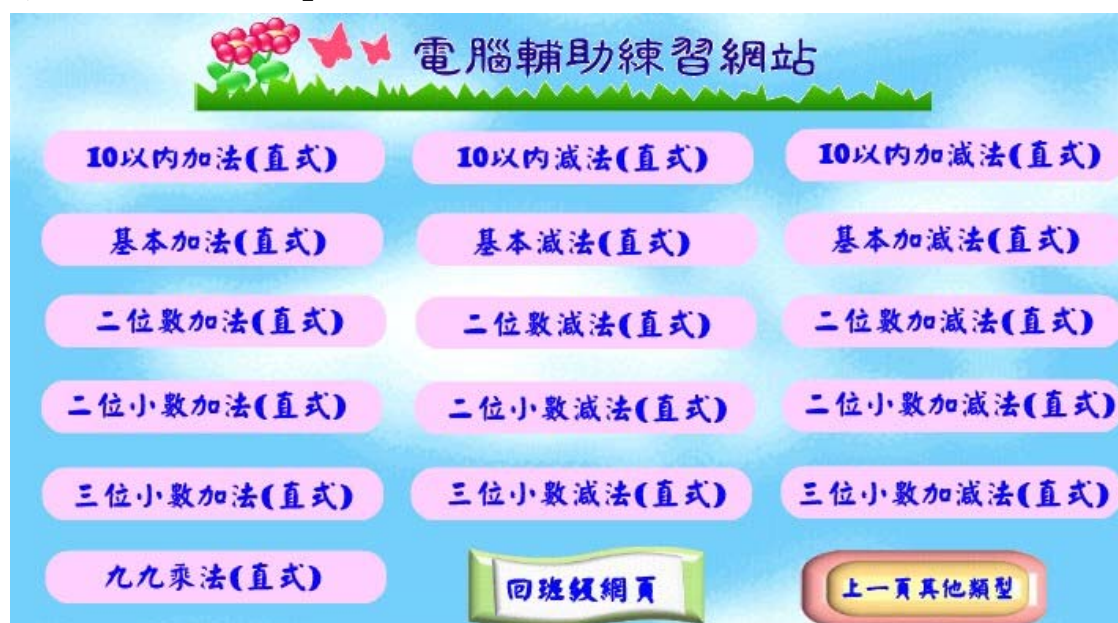 電腦輔助練習網站
10以內加法(直式)
10以內減法(直式)
10以內加減法(直式)
基本加法(直式)
基本減法(直式)
基本加減法(直式)
二位數加法(直式)
二位數減法(直式)
二位數加減法(直式)
二位小數加法(直式)
二位小數減法(直式)
二位小數加減法(直式)
三位小數加法(直式)
三位小數減法(直式)
三位小數加減法(直式)
九九乘法(直式)
回班級網頁
上一頁其他類型